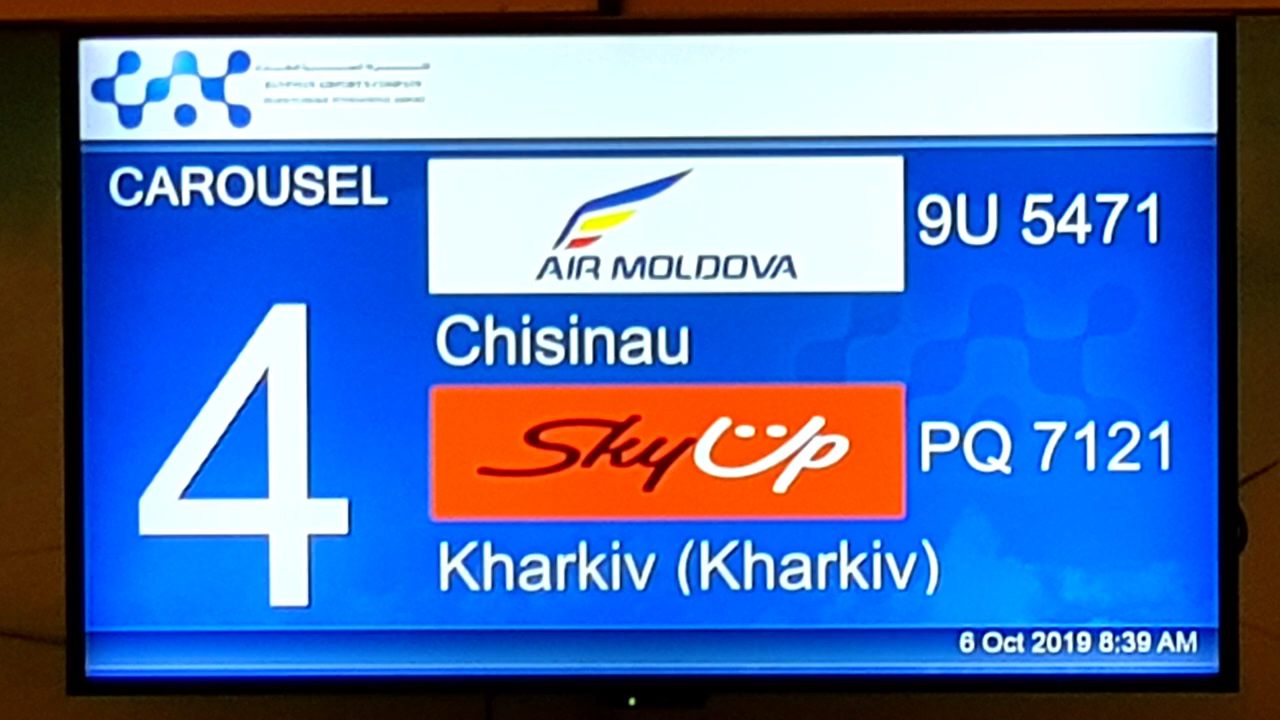 CAROUSEL
4
AIR MOLDOVA
9U 5471
Chisinau
SkyUp
PQ 7121
Kharkiv (Kharkiv)
6 Oct 2019 8:39 AM